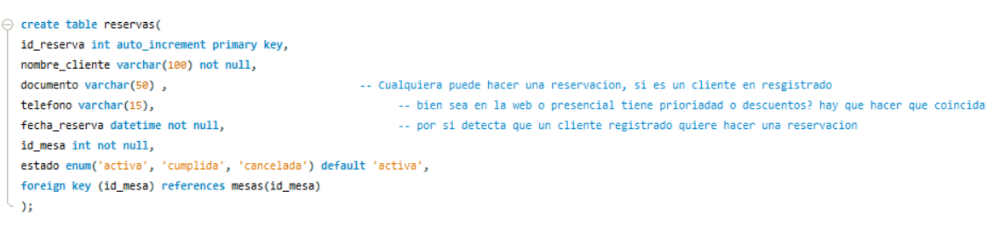 create table reservas(
id_reserva int auto_increment primary key,
nombre_cliente varchar(100) not null,
documento varchar(50) , -- Cualquiera puede hacer una reservacion, si es un cliente en resgistrado
telefono varchar(15), -- bien sea en la web o presencial tiene prioriadad o descuentos? hay que hacer que coincida
fecha_reserva datetime not null, -- por si detecta que un cliente registrado quiere hacer una reservacion
id_mesa int not null,
estado enum('activa', 'cumplida', 'cancelada') default 'activa',
foreign key (id_mesa) references mesas(id_mesa)
);